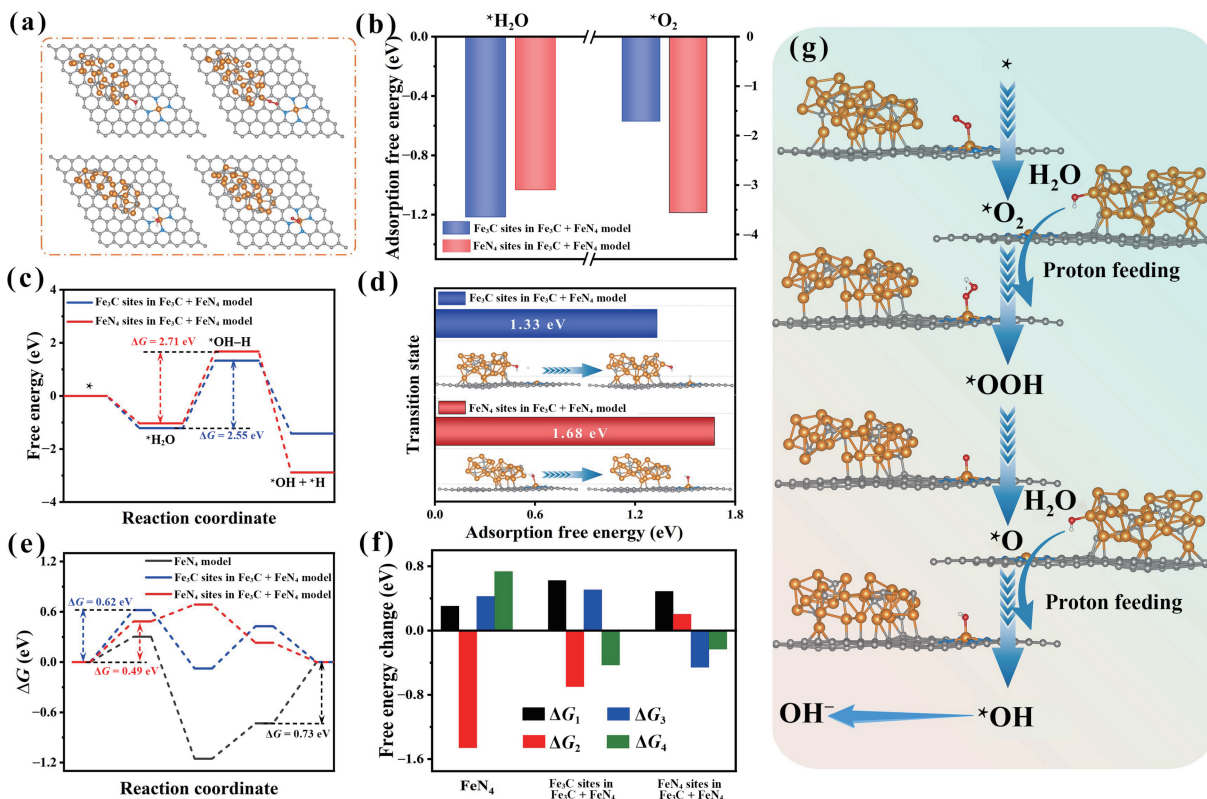 (a)
(b)
*H₂O
*O₂
Adsorption free energy (eV)
0.0
−0.4
−0.8
−1.2
0
−1
−2
−3
−4
Adsorption free energy (eV)
Fe₃C sites in Fe₃C + FeN₄ model
FeN₄ sites in Fe₃C + FeN₄ model
(c)
Fe₃C sites in Fe₃C + FeN₄ model
FeN₄ sites in Fe₃C + FeN₄ model
Free energy (eV)
4
2
0
−2
−4
*
ΔG = 2.71 eV
*OH–H
*H₂O
ΔG = 2.55 eV
*OH + *H
Reaction coordinate
(d)
Transition state
Fe₃C sites in Fe₃C + FeN₄ model
1.33 eV
FeN₄ sites in Fe₃C + FeN₄ model
1.68 eV
0.0
0.6
1.2
1.8
Adsorption free energy (eV)
(e)
FeN₄ model
Fe₃C sites in Fe₃C + FeN₄ model
FeN₄ sites in Fe₃C + FeN₄ model
ΔG (eV)
0.6
0.0
−0.6
−1.2
ΔG = 0.62 eV
ΔG = 0.49 eV
ΔG = 0.73 eV
Reaction coordinate
(f)
Free energy change (eV)
0.8
0.0
−0.8
−1.6
ΔG₁
ΔG₃
ΔG₂
ΔG₄
FeN₄
Fe₃C sites in
Fe₃C + FeN₄
FeN₄ sites in
Fe₃C + FeN₄
(g)
*
H₂O
*O₂
Proton feeding
*OOH
H₂O
*O
Proton feeding
*OH
OH⁻